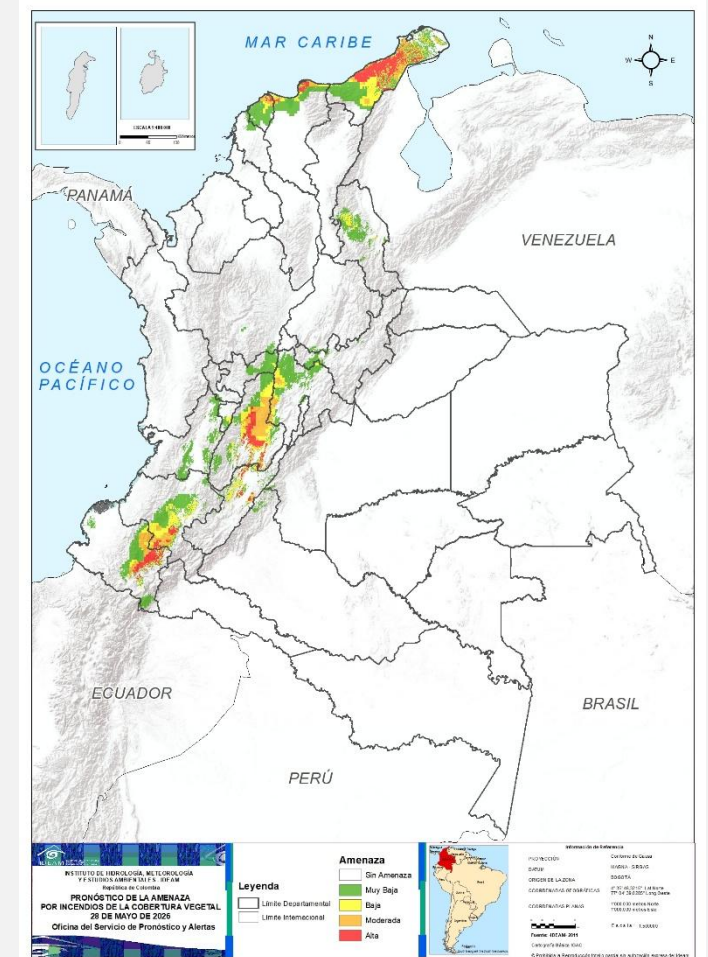 MAR CARIBE
N
W
E
S
PANAMÁ
VENEZUELA
OCÉANO
PACÍFICO
ECUADOR
BRASIL
PERÚ
INSTITUTO DE HIDROLOGÍA, METEOROLOGÍA
Y ESTUDIOS AMBIENTALES - IDEAM
República de Colombia
PRONÓSTICO DE LA AMENAZA
POR INCENDIOS DE LA COBERTURA VEGETAL
28 DE MAYO DE 2026
Oficina del Servicio de Pronóstico y Alertas
Leyenda
Límite Departamental
Límite Internacional
Amenaza
Sin Amenaza
Muy Baja
Baja
Moderada
Alta
Información de Referencia
PROYECCIÓN
DATUM
MAGNA - SIRGAS
ORIGEN DE LA ZONA
BOGOTÁ
COORDENADAS GEOGRÁFICAS
COORDENADAS PLANAS
Fuente: IDEAM